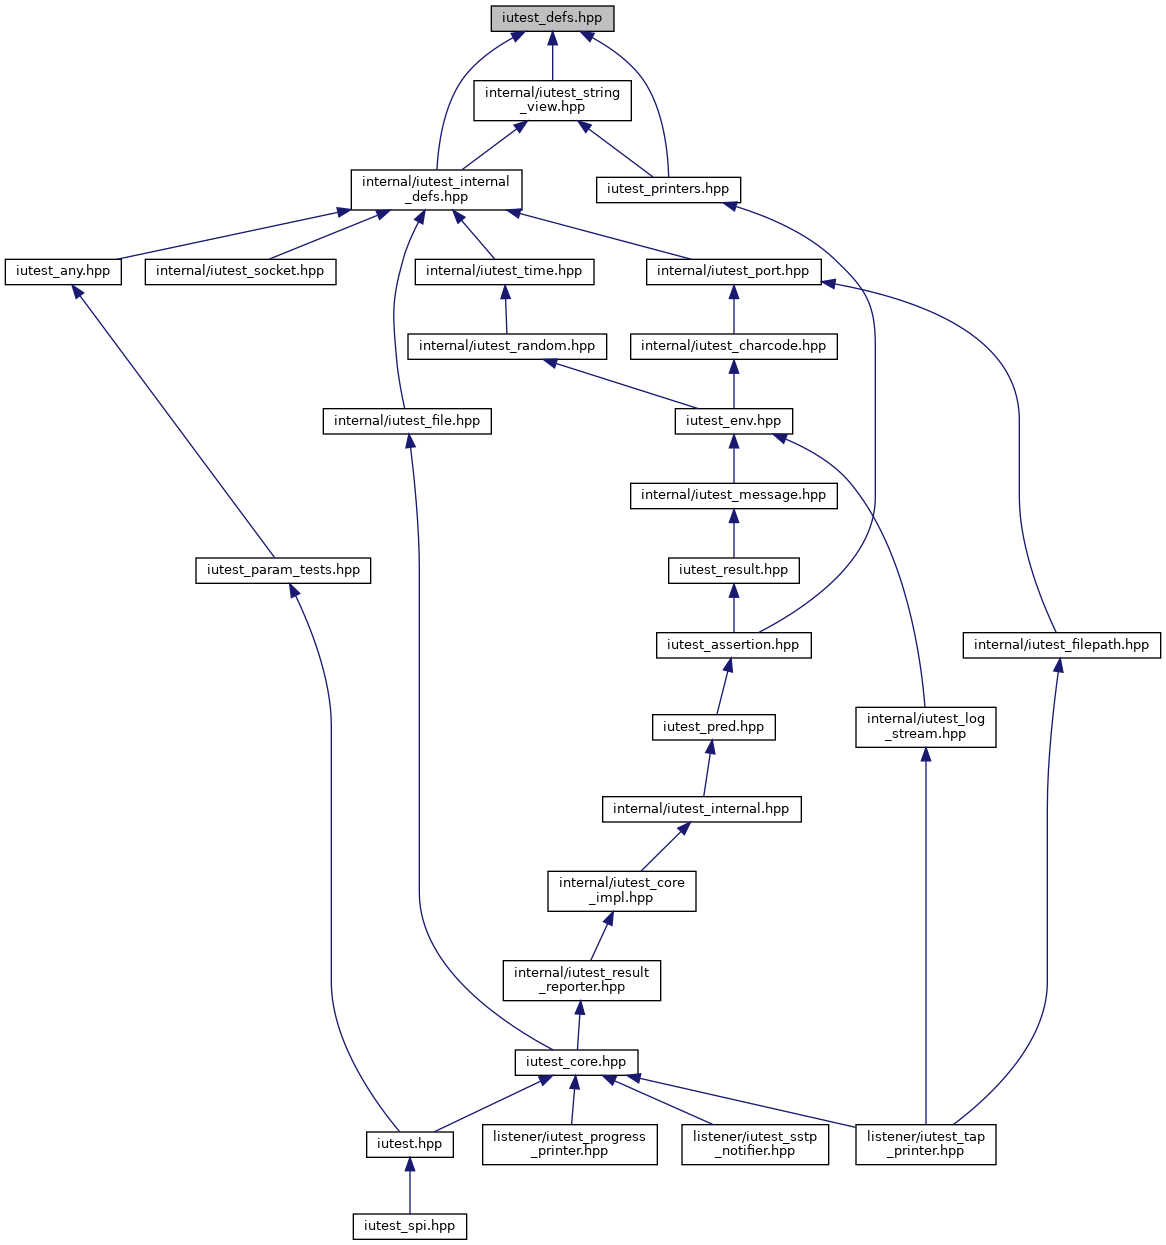 iutest_defs.hpp
internal/iutest_string
_view.hpp
internal/iutest_internal
_defs.hpp
iutest_printers.hpp
iutest_any.hpp
internal/iutest_socket.hpp
internal/iutest_time.hpp
internal/iutest_port.hpp
internal/iutest_random.hpp
internal/iutest_charcode.hpp
internal/iutest_file.hpp
iutest_env.hpp
internal/iutest_message.hpp
iutest_param_tests.hpp
iutest_result.hpp
iutest_assertion.hpp
internal/iutest_filepath.hpp
iutest_pred.hpp
internal/iutest_log
_stream.hpp
internal/iutest_internal.hpp
internal/iutest_core
_impl.hpp
internal/iutest_result
_reporter.hpp
iutest_core.hpp
iutest.hpp
listener/iutest_progress
_printer.hpp
listener/iutest_sstp
_notifier.hpp
listener/iutest_tap
_printer.hpp
iutest_spi.hpp